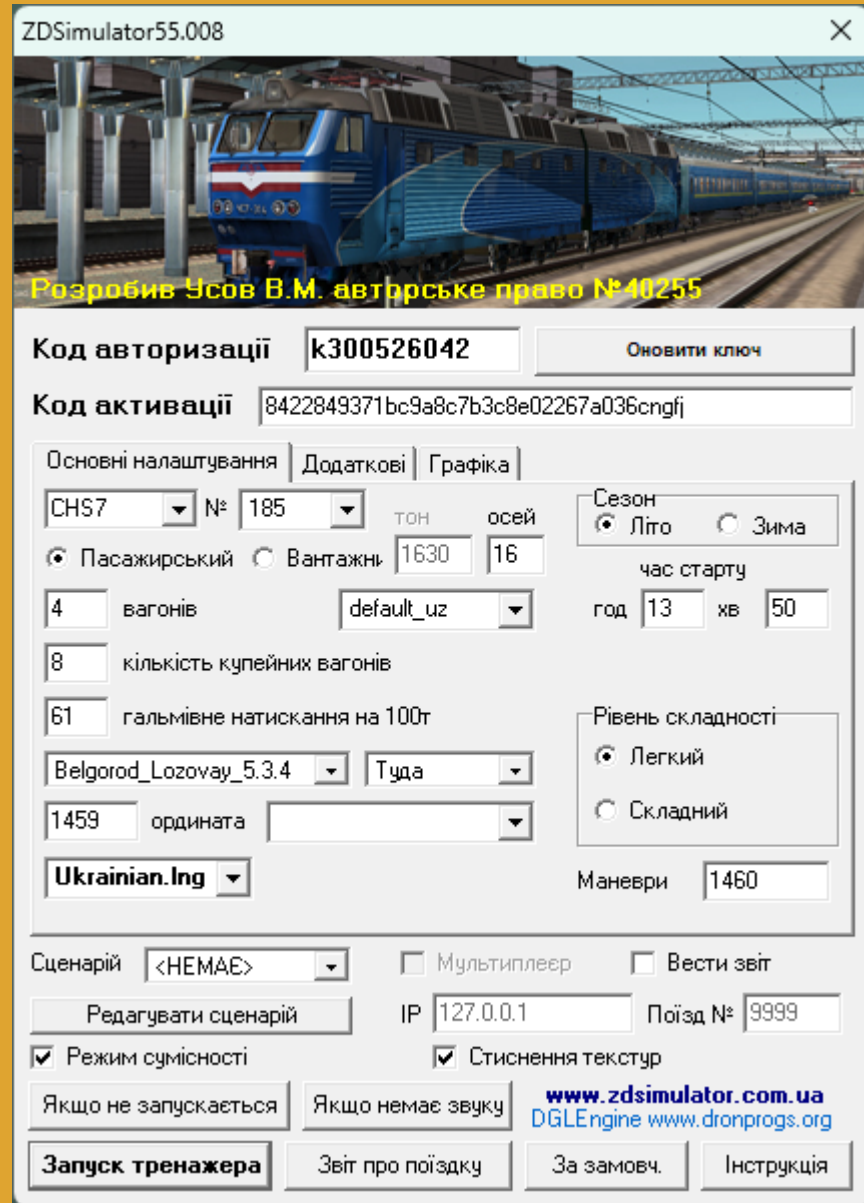 ZDSimulator55.008
ЧС7-304
Розробив Усов В.М. авторське право №40255
Код авторизації k300526042 Оновити ключ
Код активації 8422849371bc9a8c7b3c8e02267a036cngfj
Основні налаштування Додаткові Графіка
CHS7 № 185 тон осей Сезон
Літо Зима
Пасажирський Вантажни 1630 16
час старту
4 вагонів default_uz год 13 хв 50
8 кількість купейних вагонів
61 гальмівне натискання на 100т Рівень складності
Легкий
Belgorod_Lozovay_5.3.4 Туда
Складний
1459 ордината
Ukrainian.lng Маневри 1460
Сценарій <НЕМАЄ> Мультиплеєр Вести звіт
Редагувати сценарій IP 127.0.0.1 Поїзд № 9999
Режим сумісності Стиснення текстур
Якщо не запускається Якщо немає звуку www.zdsimulator.com.ua
DGLEngine www.dronprogs.org
Запуск тренажера Звіт про поїздку За замовч. Інструкція